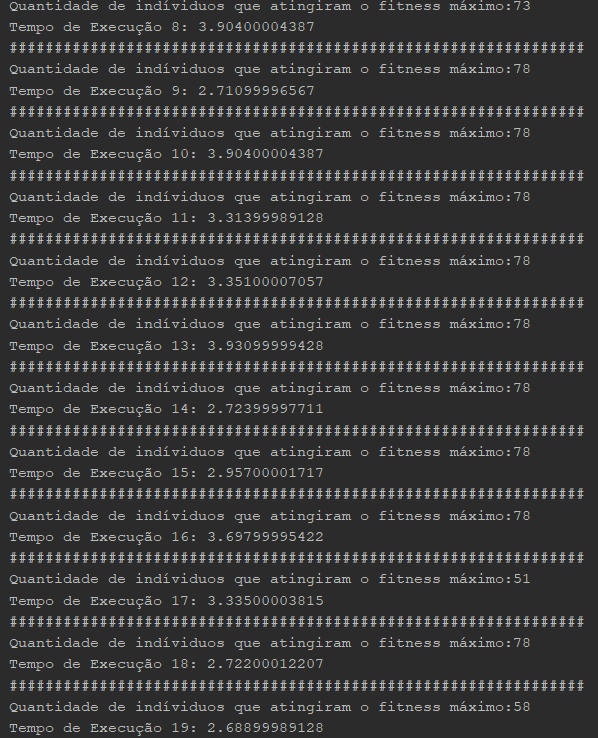 Quantidade de indíviduos que atingiram o fitness máximo:73
Tempo de Execução 8: 3.90400004387
################################################################
Quantidade de indíviduos que atingiram o fitness máximo:78
Tempo de Execução 9: 2.71099996567
################################################################
Quantidade de indíviduos que atingiram o fitness máximo:78
Tempo de Execução 10: 3.90400004387
################################################################
Quantidade de indíviduos que atingiram o fitness máximo:78
Tempo de Execução 11: 3.31399989128
################################################################
Quantidade de indíviduos que atingiram o fitness máximo:78
Tempo de Execução 12: 3.35100007057
################################################################
Quantidade de indíviduos que atingiram o fitness máximo:78
Tempo de Execução 13: 3.93099999428
################################################################
Quantidade de indíviduos que atingiram o fitness máximo:78
Tempo de Execução 14: 2.72399997711
################################################################
Quantidade de indíviduos que atingiram o fitness máximo:78
Tempo de Execução 15: 2.95700001717
################################################################
Quantidade de indíviduos que atingiram o fitness máximo:78
Tempo de Execução 16: 3.69799995422
################################################################
Quantidade de indíviduos que atingiram o fitness máximo:51
Tempo de Execução 17: 3.33500003815
################################################################
Quantidade de indíviduos que atingiram o fitness máximo:78
Tempo de Execução 18: 2.72200012207
################################################################
Quantidade de indíviduos que atingiram o fitness máximo:58
Tempo de Execução 19: 2.68899989128